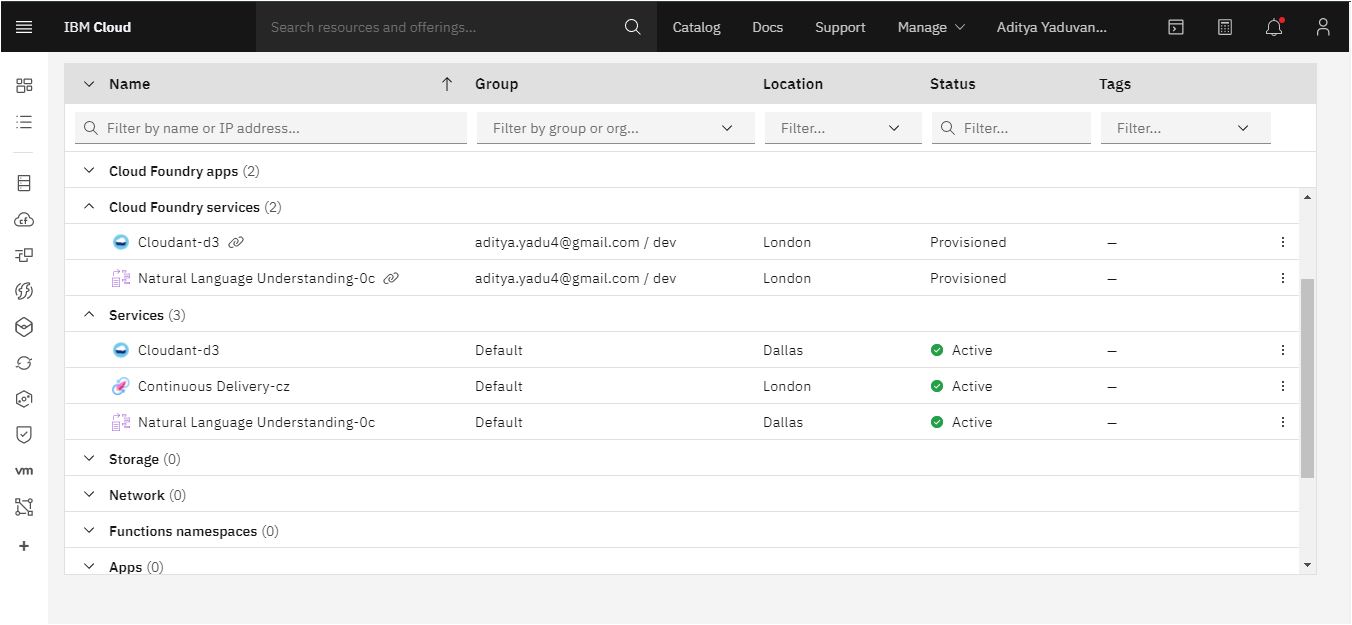 IBM Cloud Search resources and offerings... Catalog Docs Support Manage Aditya Yaduvan...
Name Group Location Status Tags
Filter by name or IP address... Filter by group or org... Filter... Filter... Filter...
Cloud Foundry apps (2)
Cloud Foundry services (2)
Cloudant-d3 aditya.yadu4@gmail.com / dev London Provisioned –
Natural Language Understanding-0c aditya.yadu4@gmail.com / dev London Provisioned –
Services (3)
Cloudant-d3 Default Dallas Active –
Continuous Delivery-cz Default London Active –
Natural Language Understanding-0c Default Dallas Active –
Storage (0)
vm
Network (0)
Functions namespaces (0)
Apps (0)